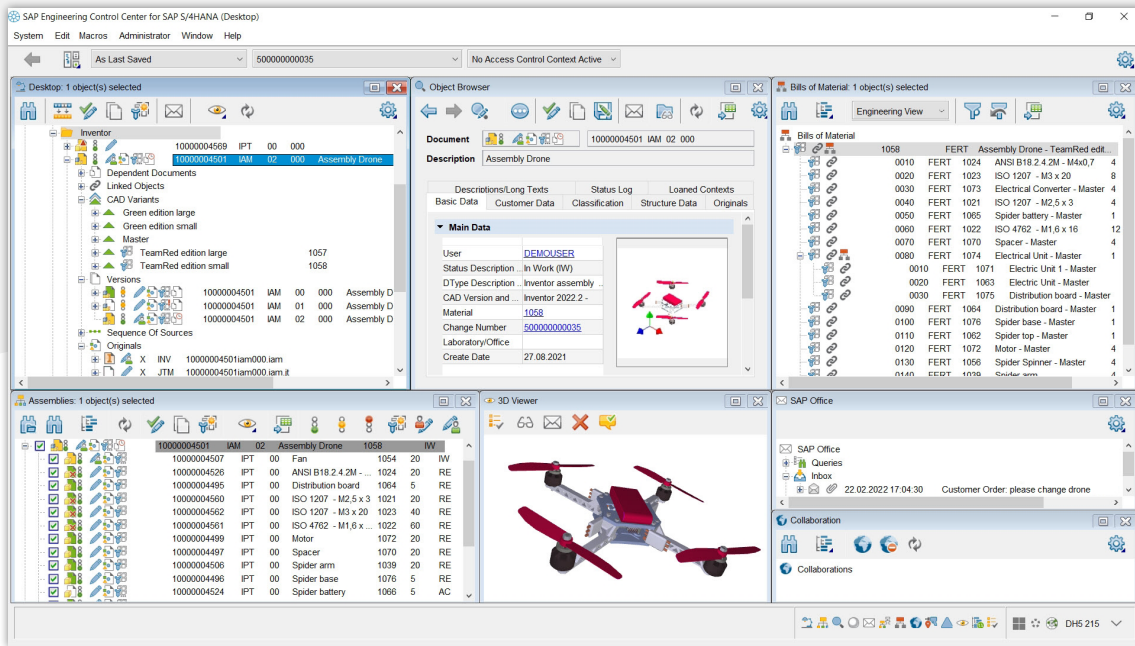 SAP Engineering Control Center for SAP S/4HANA (Desktop)
System Edit Macros Administrator Window Help
As Last Saved 500000000035 No Access Control Context Active
Desktop: 1 object(s) selected
Inventor
10000004569 IPT 00 000
10000004501 IAM 02 000 Assembly Drone
Dependent Documents
Linked Objects
CAD Variants
Green edition large
Green edition small
Master
TeamRed edition large 1057
TeamRed edition small 1058
Versions
10000004501 IAM 00 000 Assembly D
10000004501 IAM 01 000 Assembly D
10000004501 IAM 02 000 Assembly D
Sequence Of Sources
Originals
X INV 10000004501iam000.iam
X JTM 10000004501iam000.iam.jt
Object Browser
Document 10000004501 IAM 02 000
Description Assembly Drone
Descriptions/Long Texts Status Log Loaned Contexts
Basic Data Customer Data Classification Structure Data Originals
Main Data
User DEMOUSER
Status Description ... In Work (IW)
DType Description ... Inventor assembly ...
CAD Version and ... Inventor 2022.2 -
Material 1058
Change Number 500000000035
Laboratory/Office
Create Date 27.08.2021
Bills of Material: 1 object(s) selected
Engineering View
Bills of Material
1058 FERT Assembly Drone - TeamRed edit...
0010 FERT 1024 ANSI B18.2.4.2M - M4x0,7 4
0020 FERT 1023 ISO 1207 - M3 x 20 8
0030 FERT 1073 Electrical Converter - Master 4
0040 FERT 1021 ISO 1207 - M2,5 x 3 4
0050 FERT 1065 Spider battery - Master 1
0060 FERT 1022 ISO 4762 - M1,6 x 16 12
0070 FERT 1070 Spacer - Master 4
0080 FERT 1074 Electrical Unit - Master 1
0010 FERT 1071 Electric Unit 1 - Master
0020 FERT 1063 Electric Unit - Master
0030 FERT 1075 Distribution board - Master
0090 FERT 1064 Distribution board - Master 1
0100 FERT 1076 Spider base - Master 1
0110 FERT 1062 Spider top - Master 1
0120 FERT 1072 Motor - Master 4
0130 FERT 1056 Spider Spinner - Master 4
0140 FERT 1039 Spider arm 4
Assemblies: 1 object(s) selected
10000004501 IAM 02 Assembly Drone 1058 IW
10000004507 IPT 00 Fan 1054 20 IW
10000004526 IPT 00 ANSI B18.2.4.2M - ... 1024 20 RE
10000004495 IPT 00 Distribution board 1064 5 RE
10000004560 IPT 00 ISO 1207 - M2,5 x 3 1021 20 RE
10000004562 IPT 00 ISO 1207 - M3 x 20 1023 40 RE
10000004561 IPT 00 ISO 4762 - M1,6 x ... 1022 60 RE
10000004499 IPT 00 Motor 1072 20 RE
10000004497 IPT 00 Spacer 1070 20 RE
10000004506 IPT 00 Spider arm 1039 20 RE
10000004496 IPT 00 Spider base 1076 5 RE
10000004524 IPT 00 Spider battery 1066 5 AC
3D Viewer
SAP Office
SAP Office
Queries
Inbox
22.02.2022 17:04:30 Customer Order: please change drone
Collaboration
Collaborations
DH5 215